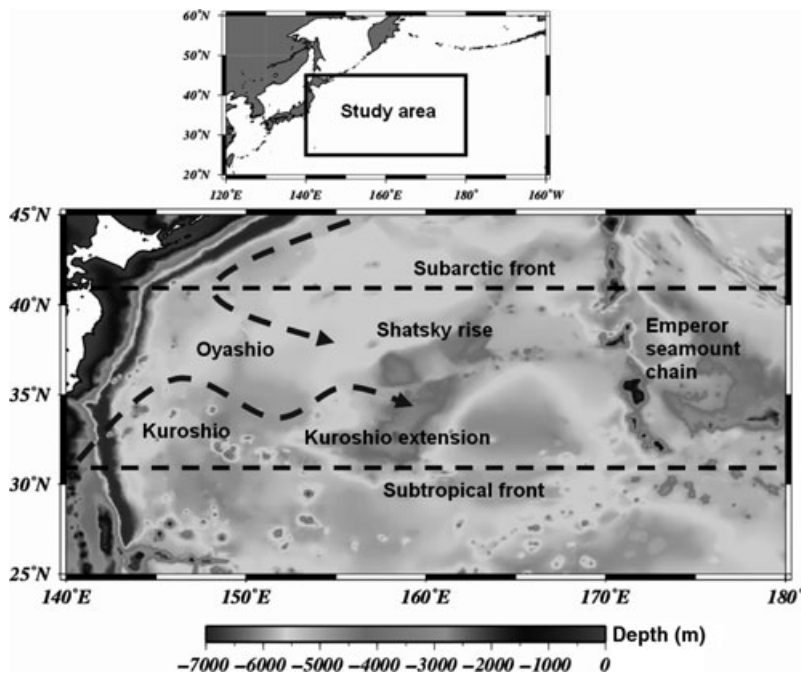 60˚N
50˚N
40˚N
30˚N
20˚N
Study area
120˚E 140˚E 160˚E 180˚ 160˚W
45˚N
40˚N
35˚N
30˚N
25˚N
Subarctic front
Shatsky rise
Emperor
seamount
chain
Oyashio
Kuroshio
Kuroshio extension
Subtropical front
140˚E 150˚E 160˚E 170˚E 180˚
Depth (m)
−7000 −6000 −5000 −4000 −3000 −2000 −1000 0